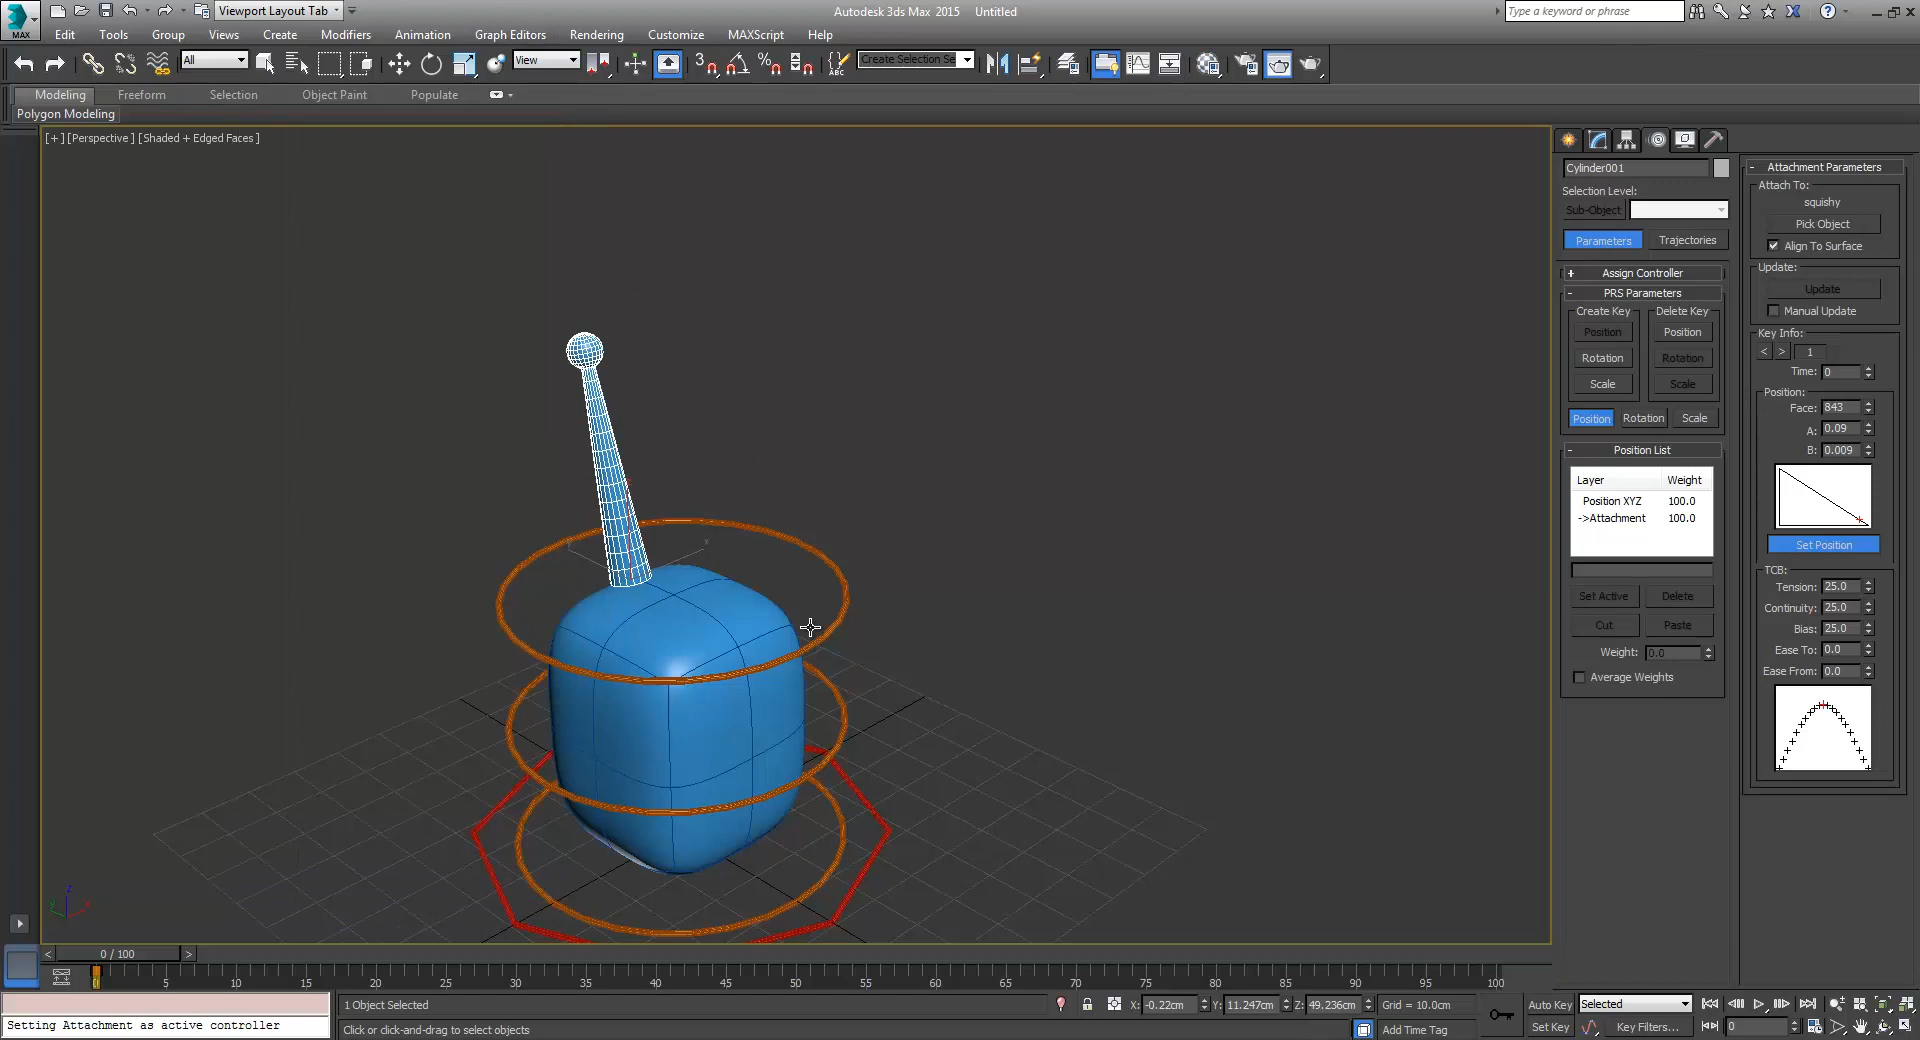 Viewport Layout Tab
Autodesk 3ds Max 2015 Untitled
Type a keyword or phrase
MAX
Edit Tools Group Views Create Modifiers Animation Graph Editors Rendering Customize MAXScript Help
All
View
3
ABC
Create Selection Se
Modeling Freeform Selection Object Paint Populate
Polygon Modeling
[+][Perspective][Shaded + Edged Faces]
Cylinder001
Selection Level:
Sub-Object
Parameters Trajectories
+ Assign Controller
- PRS Parameters
Create Key Delete Key
Position Position
Rotation Rotation
Scale Scale
Position Rotation Scale
- Position List
Layer Weight
Position XYZ 100.0
->Attachment 100.0
Set Active Delete
Cut Paste
Weight: 0.0
Average Weights
- Attachment Parameters
Attach To:
squishy
Pick Object
Align To Surface
Update:
Update
Manual Update
Key Info:
< > 1
Time: 0
Position:
Face: 843
A: 0.09
B: 0.009
Set Position
TCB:
Tension: 25.0
Continuity: 25.0
Bias: 25.0
Ease To: 0.0
Ease From: 0.0
x
z
y
x
< 0 / 100 >
0 5 10 15 20 25 30 35 40 45 50 55 60 65 70 75 80 85 90 95 100
Setting Attachment as active controller
1 Object Selected
Click or click-and-drag to select objects
X: -0.22cm Y: 11.247cm Z: 49.236cm Grid = 10.0cm
Add Time Tag
Auto Key Selected
Set Key Key Filters...
0